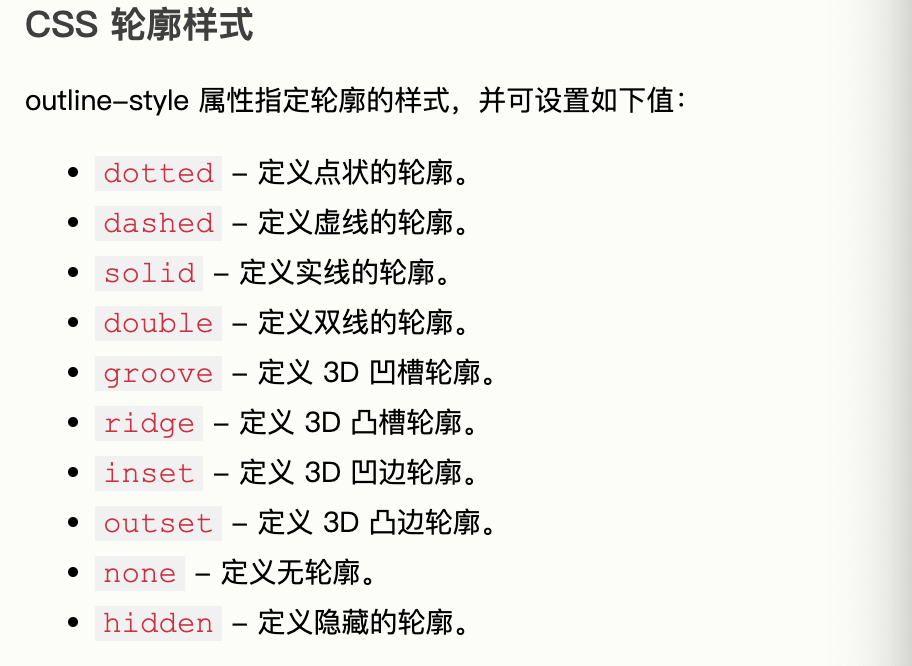 CSS 轮廓样式
outline-style 属性指定轮廓的样式，并可设置如下值：
• dotted - 定义点状的轮廓。
• dashed - 定义虚线的轮廓。
• solid - 定义实线的轮廓。
• double - 定义双线的轮廓。
• groove - 定义 3D 凹槽轮廓。
• ridge - 定义 3D 凸槽轮廓。
• inset - 定义 3D 凹边轮廓。
• outset - 定义 3D 凸边轮廓。
• none - 定义无轮廓。
• hidden - 定义隐藏的轮廓。